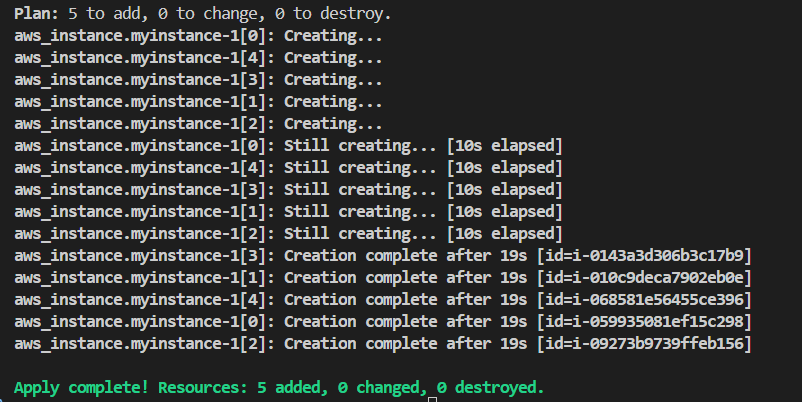 Plan: 5 to add, 0 to change, 0 to destroy.
aws_instance.myinstance-1[0]: Creating...
aws_instance.myinstance-1[4]: Creating...
aws_instance.myinstance-1[3]: Creating...
aws_instance.myinstance-1[1]: Creating...
aws_instance.myinstance-1[2]: Creating...
aws_instance.myinstance-1[0]: Still creating... [10s elapsed]
aws_instance.myinstance-1[4]: Still creating... [10s elapsed]
aws_instance.myinstance-1[3]: Still creating... [10s elapsed]
aws_instance.myinstance-1[1]: Still creating... [10s elapsed]
aws_instance.myinstance-1[2]: Still creating... [10s elapsed]
aws_instance.myinstance-1[3]: Creation complete after 19s [id=i-0143a3d306b3c17b9]
aws_instance.myinstance-1[1]: Creation complete after 19s [id=i-010c9deca7902eb0e]
aws_instance.myinstance-1[4]: Creation complete after 19s [id=i-068581e56455ce396]
aws_instance.myinstance-1[0]: Creation complete after 19s [id=i-059935081ef15c298]
aws_instance.myinstance-1[2]: Creation complete after 19s [id=i-09273b9739ffeb156]
Apply complete! Resources: 5 added, 0 changed, 0 destroyed.